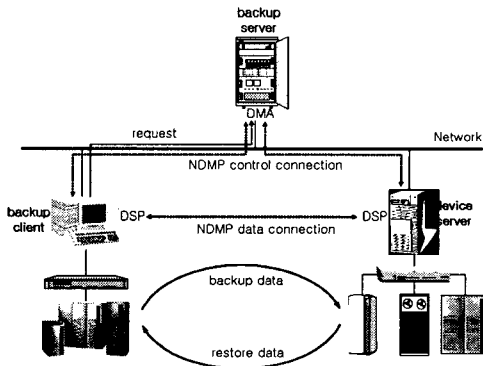 backup
server
DMA
request
Network
NDMP control connection
backup
client
DSP
DSP
device
server
NDMP data connection
backup data
restore data